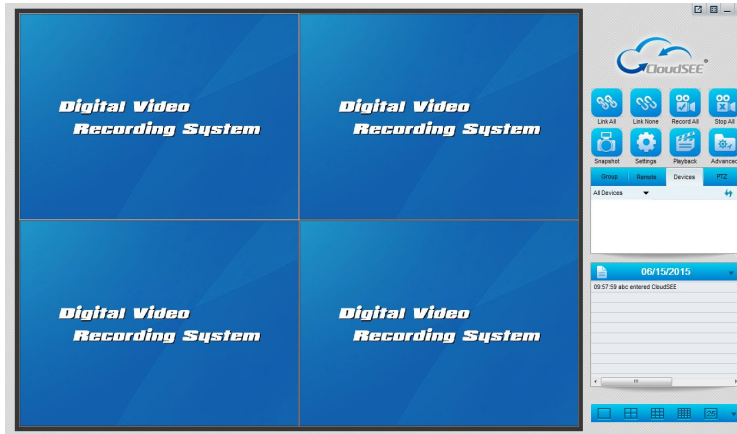 Digital Video
Recording System
Digital Video
Recording System
Digital Video
Recording System
Digital Video
Recording System
CloudSEE
Link All
Link None
Record All
Stop All
Snapshot
Settings
Playback
Advanced
Group
Remote
Devices
PTZ
All Devices
06/15/2015
09:57:59 abc entered CloudSEE